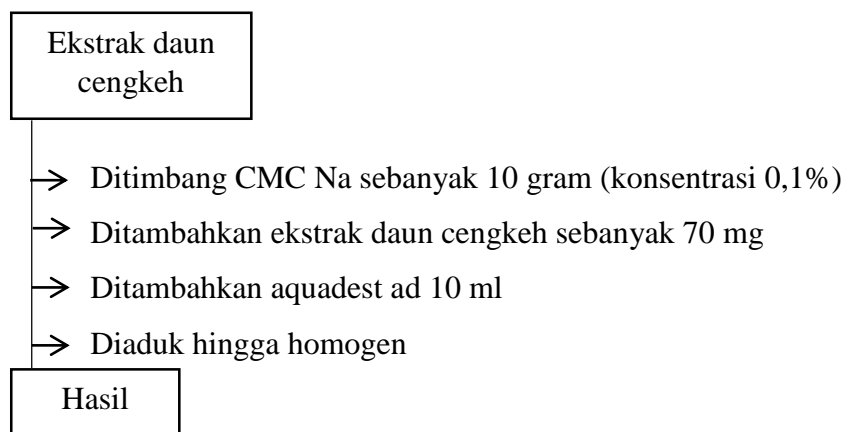 Ekstrak daun
cengkeh
Ditimbang CMC Na sebanyak 10 gram (konsentrasi 0,1%)
Ditambahkan ekstrak daun cengkeh sebanyak 70 mg
Ditambahkan aquadest ad 10 ml
Diaduk hingga homogen
Hasil